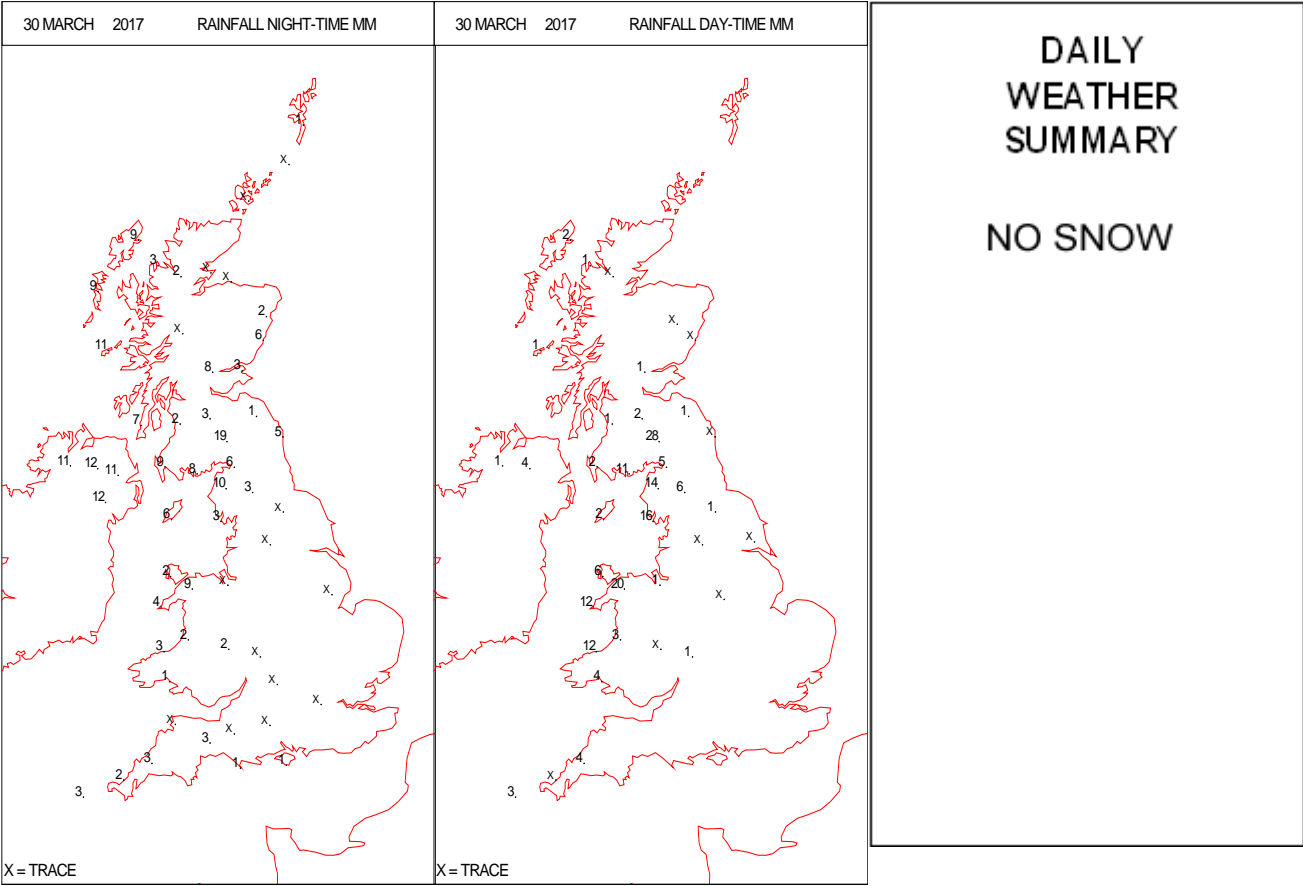 30 MARCH 2017 RAINFALL NIGHT-TIME MM
1
X
X
9
3
2
X
X
9
2
X
6
11
8
3
7
2
3
1
19
5
11
12
11
9
8
6
10
3
12
6
3
X
X
2
9
X
X
4
2
3
2
X
1
X
X
X
X
X
3
3
1
1
2
3
X = TRACE
30 MARCH 2017 RAINFALL DAY-TIME MM
2
1
X
X
X
1
1
1
2
1
28
X
1
4
2
11
5
14
6
2
16
1
X
X
6
20
1
12
X
3
12
X
1
4
4
X
3
X = TRACE
DAILY
WEATHER
SUMMARY
NO SNOW